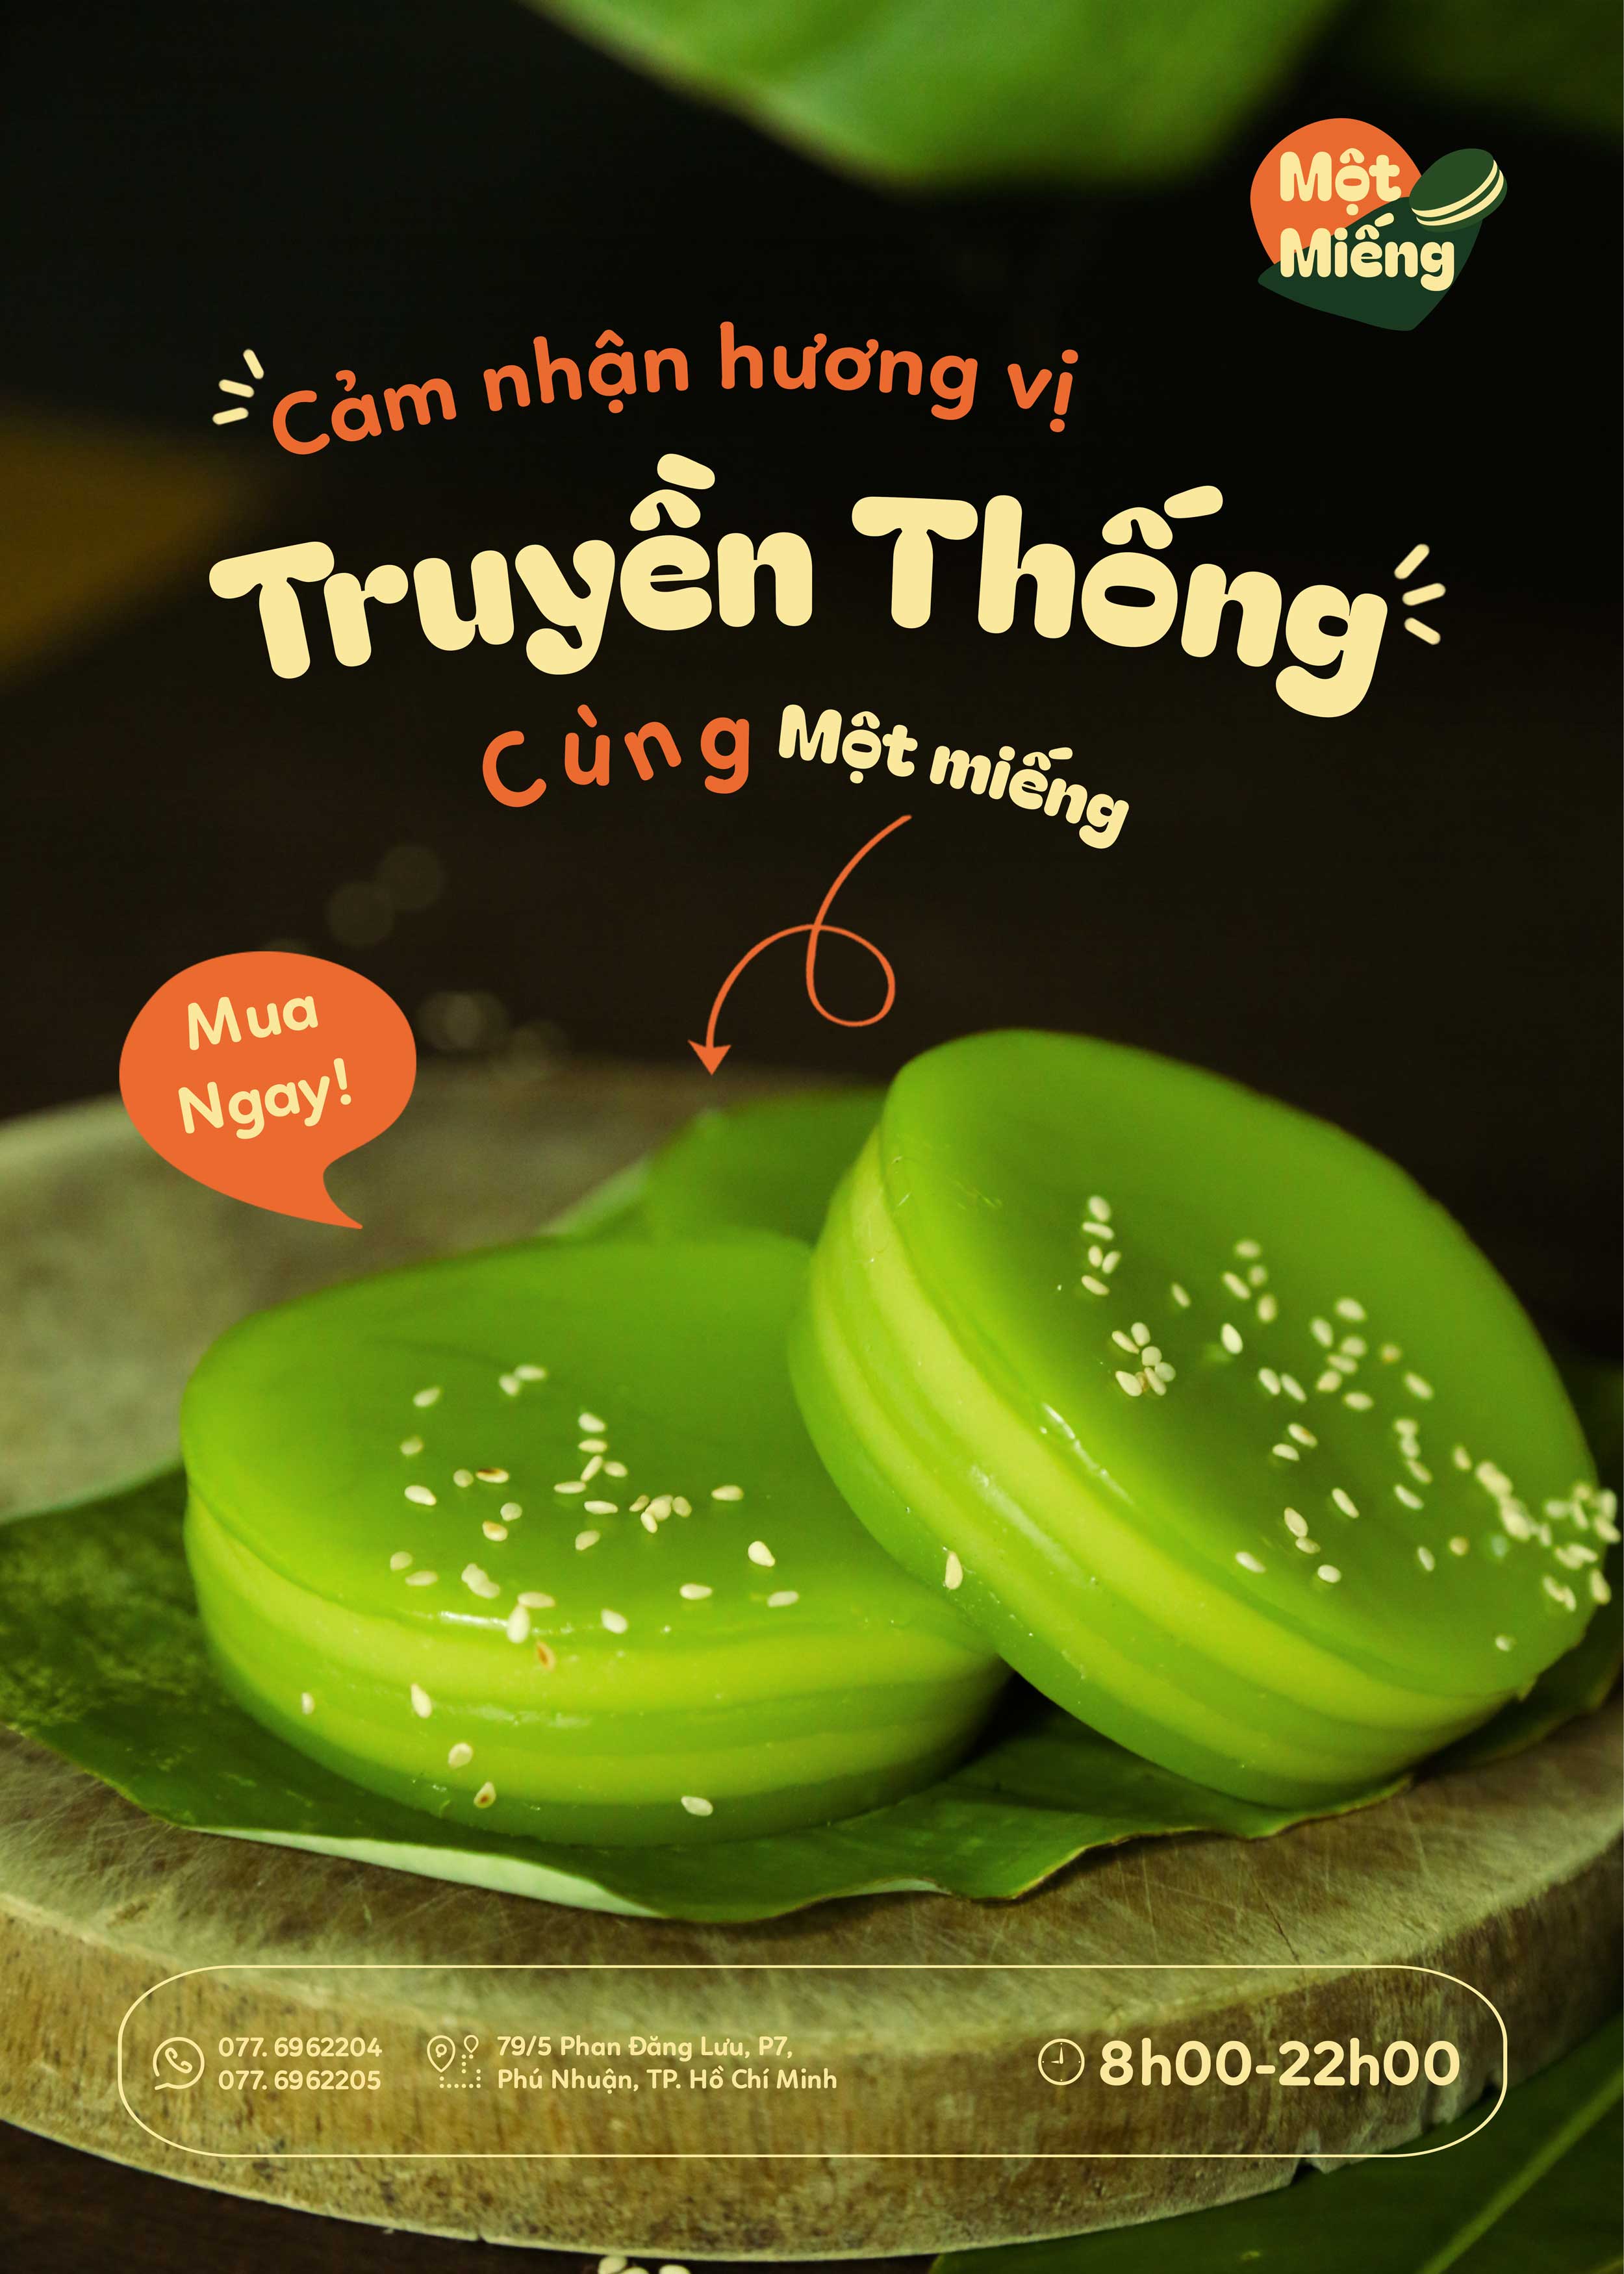 Một
Miếng
Cảm nhận hương vị
Truyền Thống
Cùng Một miếng
Mua
Ngay!
077. 6962204
077. 6962205
79/5 Phan Đăng Lưu, P7,
Phú Nhuận, TP. Hồ Chí Minh
8h00-22h00